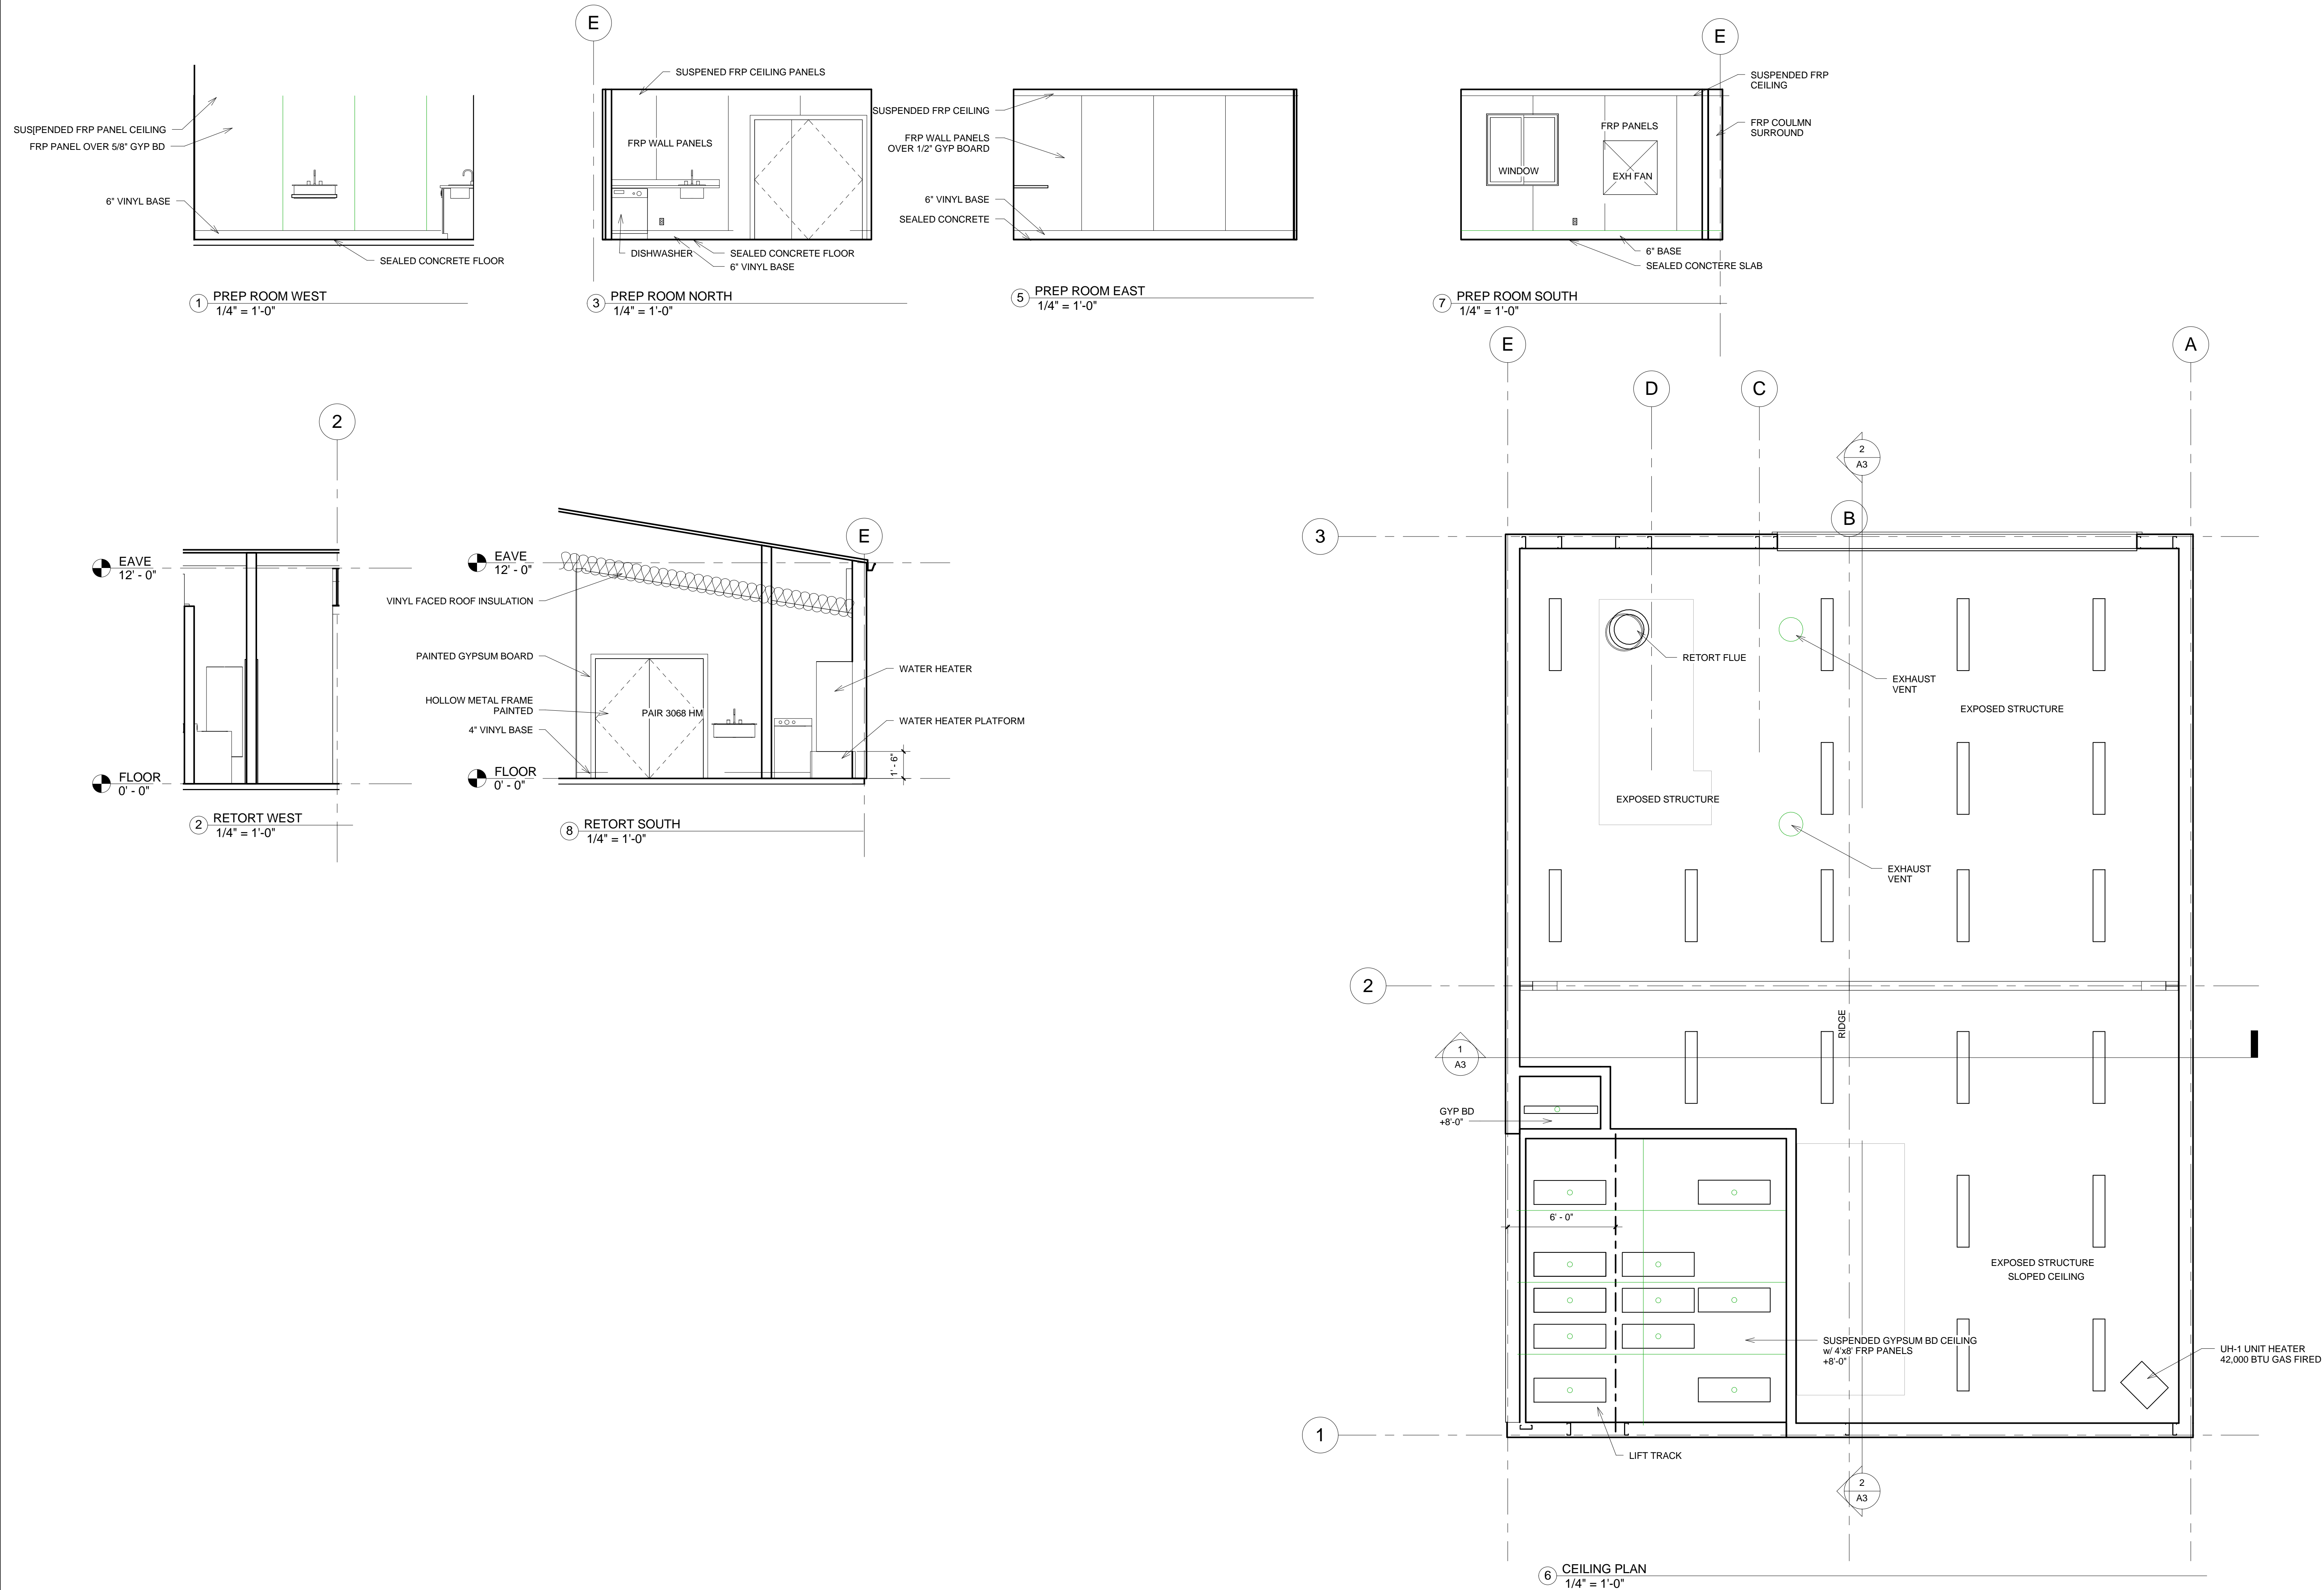 E
SUSPENED FRP CEILING PANELS
SUS[PENDED FRP PANEL CEILING
FRP PANEL OVER 5/8" GYP BD
6" VINYL BASE
SEALED CONCRETE FLOOR
1 PREP ROOM WEST
1/4" = 1'-0"
FRP WALL PANELS
DISHWASHER
SEALED CONCRETE FLOOR
6" VINYL BASE
3 PREP ROOM NORTH
1/4" = 1'-0"
SUSPENDED FRP CEILING
FRP WALL PANELS
OVER 1/2" GYP BOARD
6" VINYL BASE
SEALED CONCRETE
5 PREP ROOM EAST
1/4" = 1'-0"
E
SUSPENDED FRP
CEILING
FRP PANELS
FRP COULMN
SURROUND
WINDOW
EXH FAN
6" BASE
SEALED CONCTERE SLAB
7 PREP ROOM SOUTH
1/4" = 1'-0"
2
EAVE
12' - 0"
FLOOR
0' - 0"
2 RETORT WEST
1/4" = 1'-0"
E
EAVE
12' - 0"
VINYL FACED ROOF INSULATION
PAINTED GYPSUM BOARD
HOLLOW METAL FRAME
PAINTED
4" VINYL BASE
PAIR 3068 HM
WATER HEATER
WATER HEATER PLATFORM
1' - 6"
FLOOR
0' - 0"
8 RETORT SOUTH
1/4" = 1'-0"
E
A
D
C
2
A3
B
3
RETORT FLUE
EXHAUST
VENT
EXPOSED STRUCTURE
EXPOSED STRUCTURE
EXHAUST
VENT
2
RIDGE
1
A3
GYP BD
+8'-0"
6' - 0"
EXPOSED STRUCTURE
SLOPED CEILING
SUSPENDED GYPSUM BD CEILING
w/ 4'x8' FRP PANELS
+8'-0"
UH-1 UNIT HEATER
42,000 BTU GAS FIRED
1
LIFT TRACK
2
A3
6 CEILING PLAN
1/4" = 1'-0"